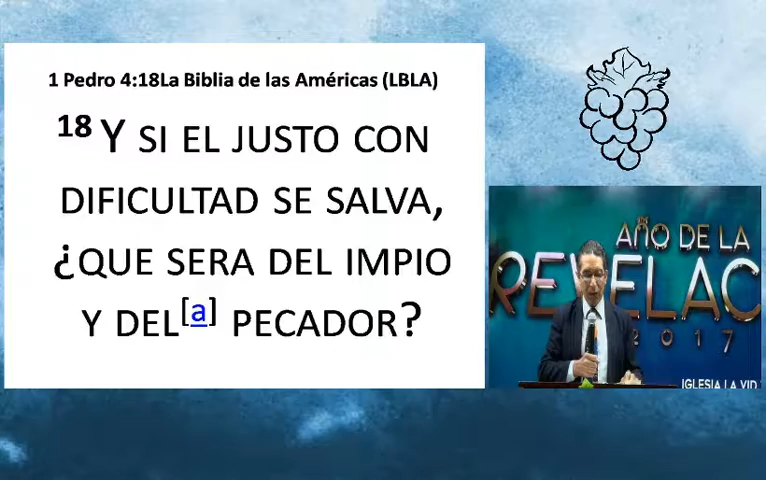 1 Pedro 4:18La Biblia de las Américas (LBLA)
18 Y SI EL JUSTO CON
DIFICULTAD SE SALVA,
¿QUE SERA DEL IMPIO
Y DEL[a] PECADOR?
AÑO DE LA
REVELAC
2017
IGLESIA LA VID